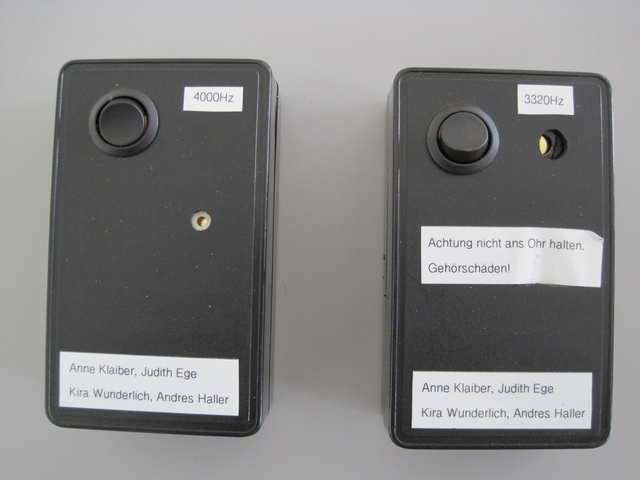 4000Hz
Anne Klaiber, Judith Ege
Kira Wunderlich, Andres Haller
3320Hz
Achtung nicht ans Ohr halten.
Gehörschäden!
Anne Klaiber, Judith Ege
Kira Wunderlich, Andres Haller